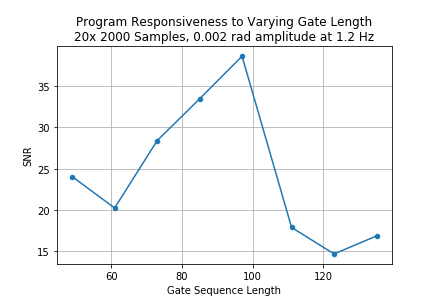 Program Responsiveness to Varying Gate Length
20x 2000 Samples, 0.002 rad amplitude at 1.2 Hz
35
30
25
20
15
SNR
60 80 100 120
Gate Sequence Length